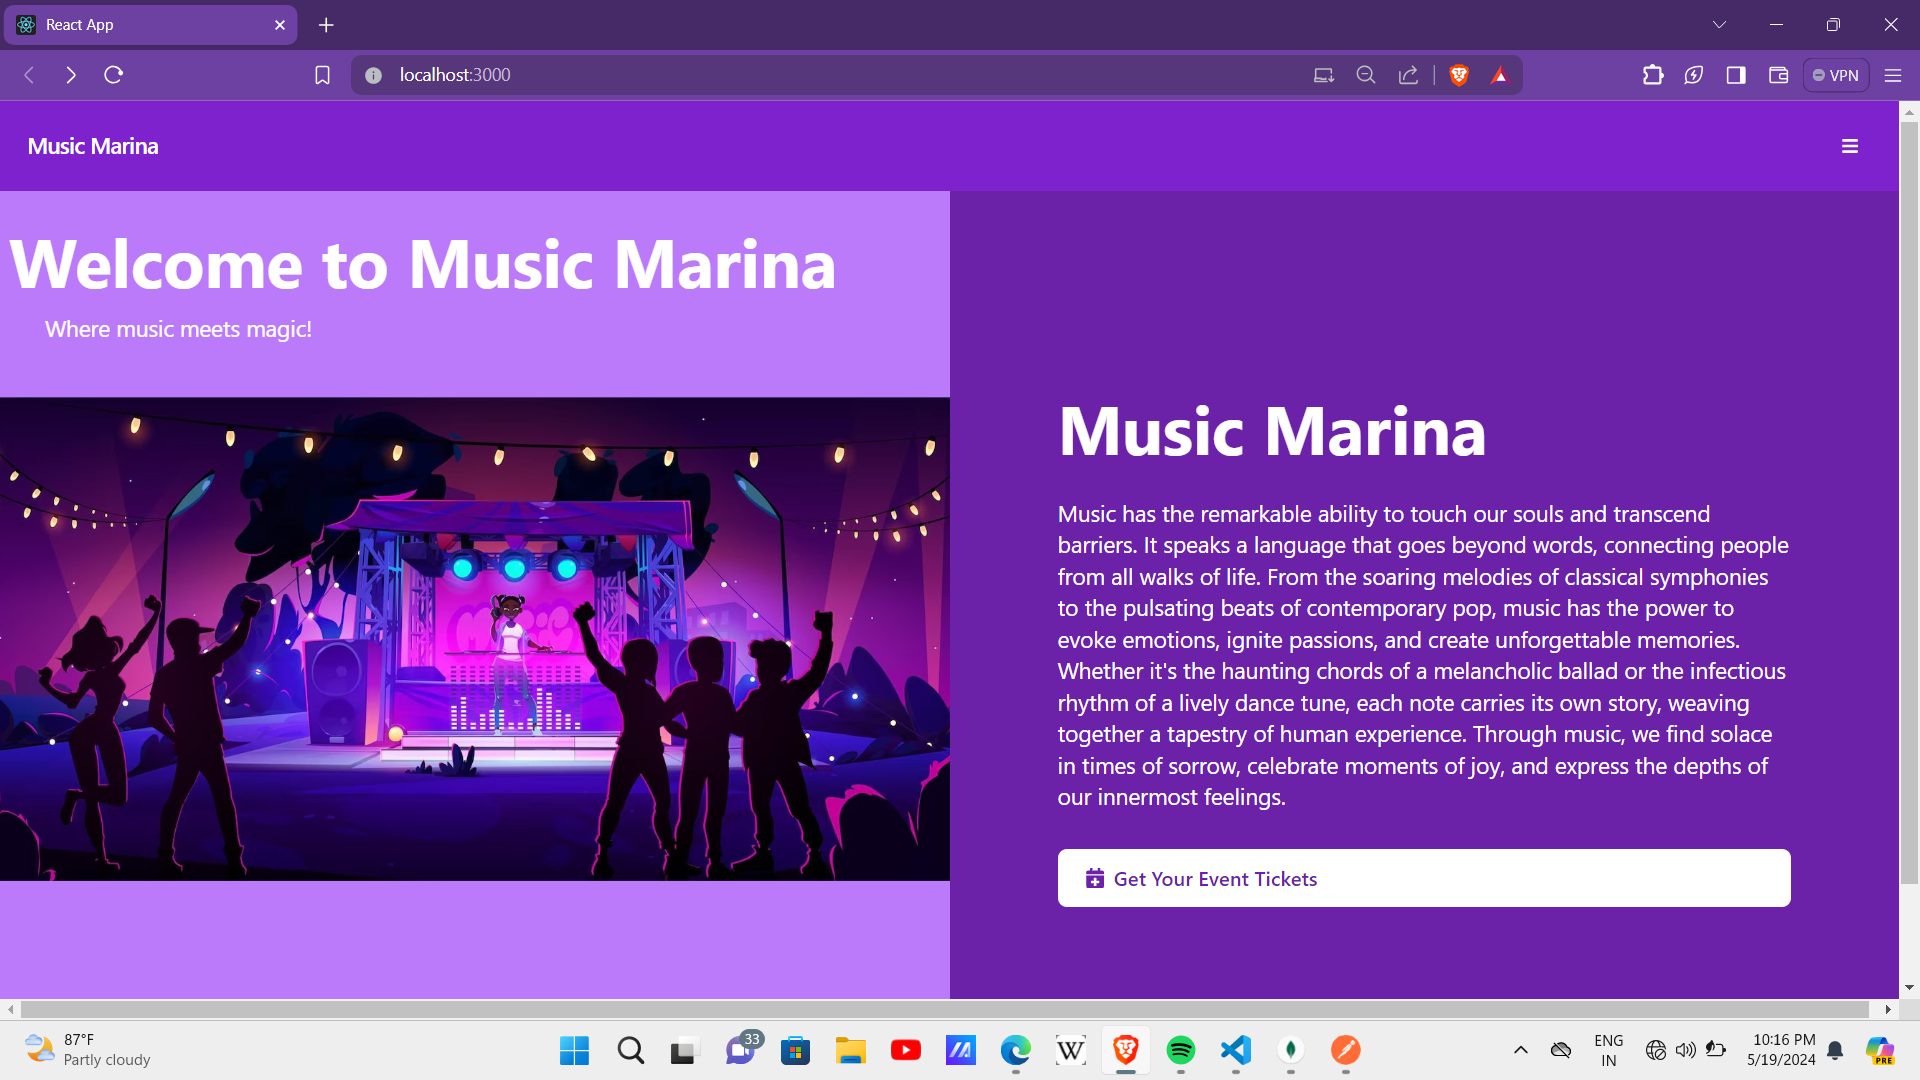 React App
localhost:3000
VPN
Music Marina
Welcome to Music Marina
Where music meets magic!
Music Marina
Music has the remarkable ability to touch our souls and transcend
barriers. It speaks a language that goes beyond words, connecting people
from all walks of life. From the soaring melodies of classical symphonies
to the pulsating beats of contemporary pop, music has the power to
evoke emotions, ignite passions, and create unforgettable memories.
Whether it's the haunting chords of a melancholic ballad or the infectious
rhythm of a lively dance tune, each note carries its own story, weaving
together a tapestry of human experience. Through music, we find solace
in times of sorrow, celebrate moments of joy, and express the depths of
our innermost feelings.
Get Your Event Tickets
87°F
Partly cloudy
33
W
ENG
IN
10:16 PM
5/19/2024
PRE